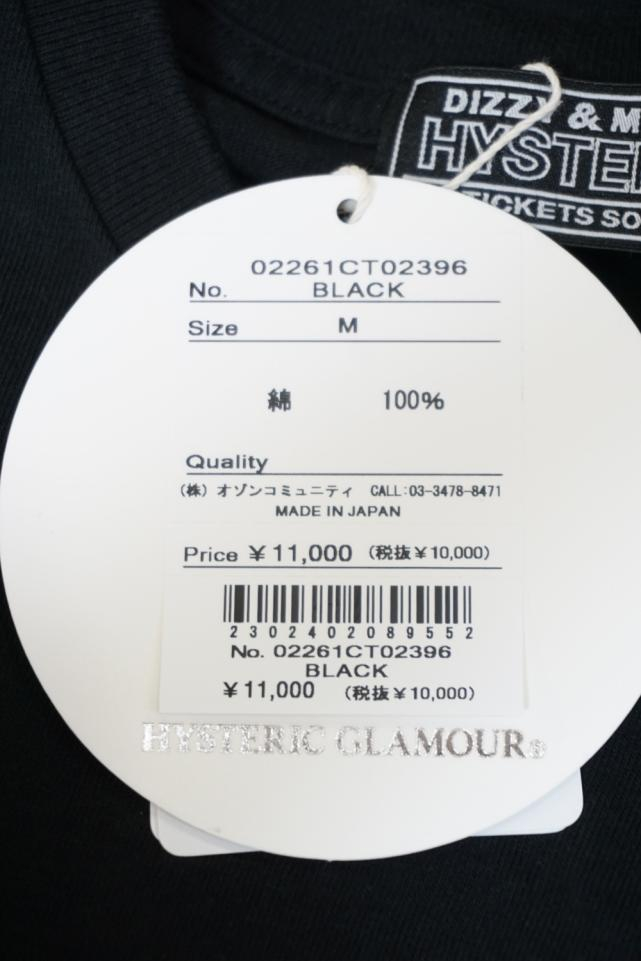 DIZZY & M
HYSTE
TICKETS SO
02261CT02396
No. BLACK
Size M
綿 100%
Quality
(株) オゾンコミュニティ CALL:03-3478-8471
MADE IN JAPAN
Price ¥11,000 (税抜¥10,000)
2302402089552
No. 02261CT02396
BLACK
¥11,000 (税抜¥10,000)
HYSTERIC GLAMOUR®